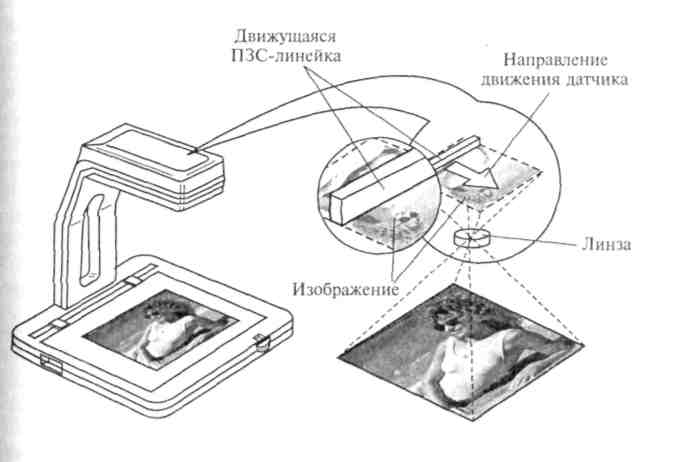 Движущаяся
ПЗС-линейка
Направление
движения датчика
Линза
Изображение